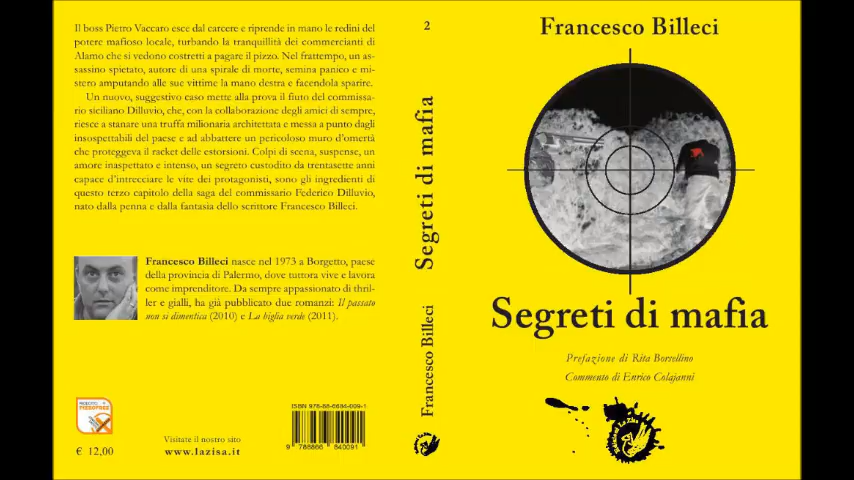 Il boss Pietro Vaccaro esce dal carcere e riprende in mano le redini del
potere mafioso locale, turbando la tranquillità dei commercianti di
Alamo che si vedono costretti a pagare il pizzo. Nel frattempo, un as-
sassino spietato, autore di una spirale di morte, semina panico e mi-
stero amputando alle sue vittime la mano destra e facendola sparire.
Un nuovo, suggestivo caso mette alla prova il fiuto del commissa-
rio siciliano Dilluvio, che, con la collaborazione degli amici di sempre,
riesce a stanare una truffa milionaria architettata e messa a punto dagli
insospettabili del paese e ad abbattere un pericoloso muro d'omertà
che proteggeva il racket delle estorsioni. Colpi di scena, suspense, un
amore inaspettato e intenso, un segreto custodito da trentasette anni
capace d'intrecciare le vite dei protagonisti, sono gli ingredienti di
questo terzo capitolo della saga del commissario Federico Dilluvio,
nato dalla penna e dalla fantasia dello scrittore Francesco Billeci.
Francesco Billeci nasce nel 1973 a Borgetto, paese
della provincia di Palermo, dove tuttora vive e lavora
come imprenditore. Da sempre appassionato di thril-
ler e gialli, ha già pubblicato due romanzi: Il passato
non si dimentica (2010) e La biglia verde (2011).
€ 12,00
Visitate il nostro sito
www.lazisa.it
ISBN 978-88-6684-009-1
9 788866 840091
2
Segreti di mafia
Francesco Billeci
Francesco Billeci
Segreti di mafia
Prefazione di Rita Borsellino
Commento di Enrico Colajanni